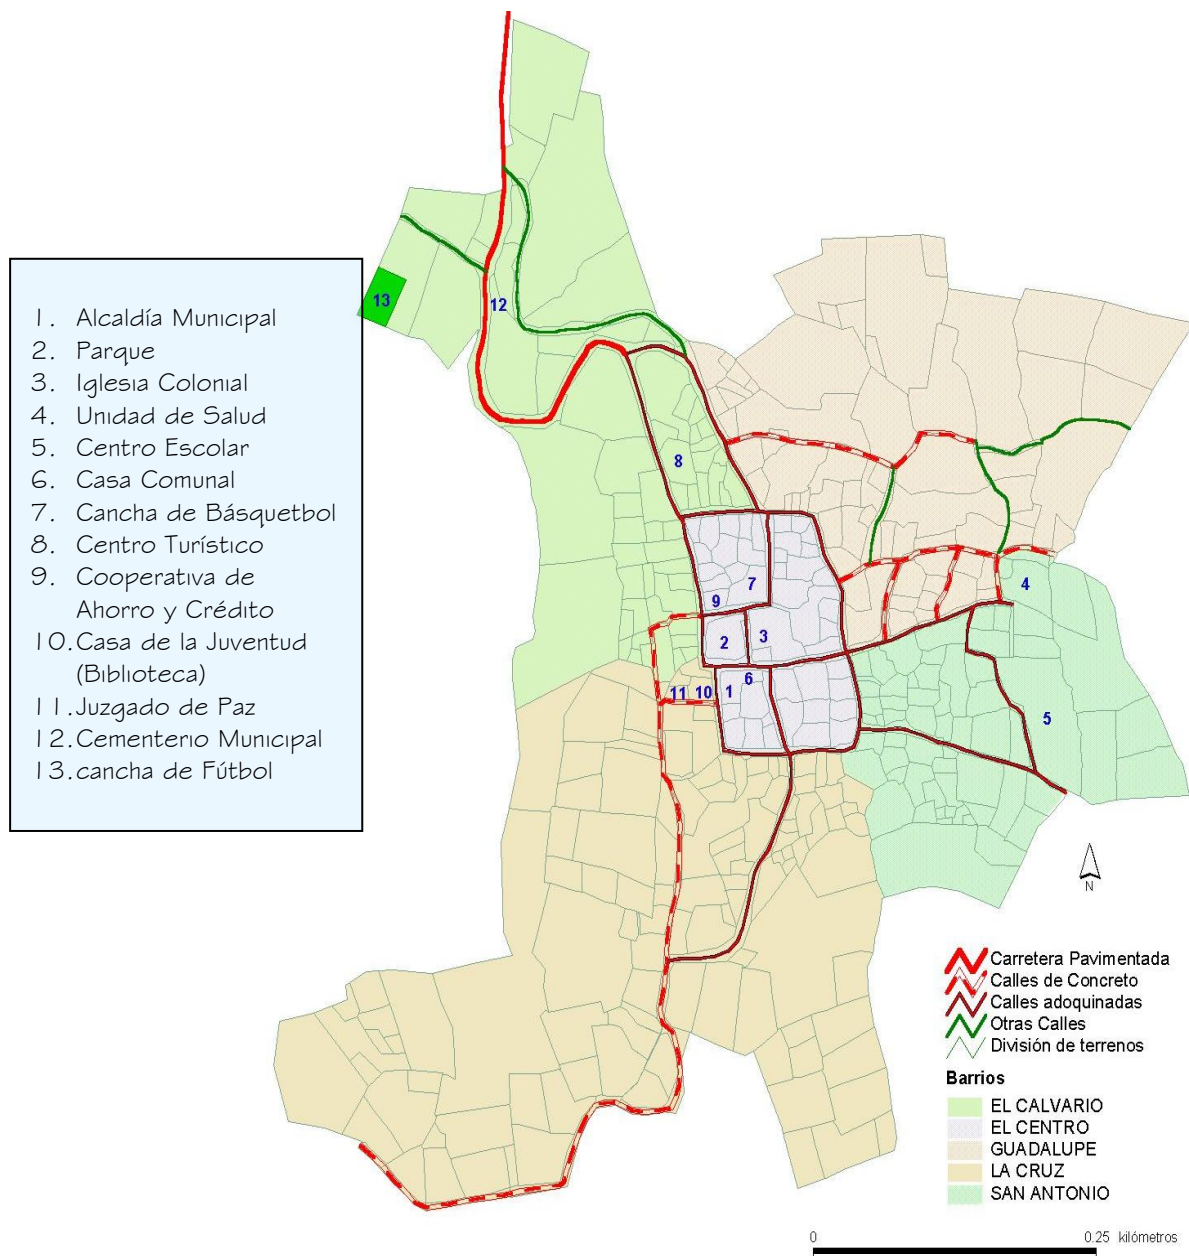 13
12
1. Alcaldía Municipal
2. Parque
3. Iglesia Colonial
4. Unidad de Salud
5. Centro Escolar
6. Casa Comunal
7. Cancha de Básquetbol
8. Centro Turístico
9. Cooperativa de
Ahorro y Crédito
10. Casa de la Juventud
(Biblioteca)
11. Juzgado de Paz
12. Cementerio Municipal
13. cancha de Fútbol
8
7
4
9
2
3
6
11
10
1
5
N
Carretera Pavimentada
Calles de Concreto
Calles adoquinadas
Otras Calles
División de terrenos
Barrios
EL CALVARIO
EL CENTRO
GUADALUPE
LA CRUZ
SAN ANTONIO
0 0.25 kilómetros